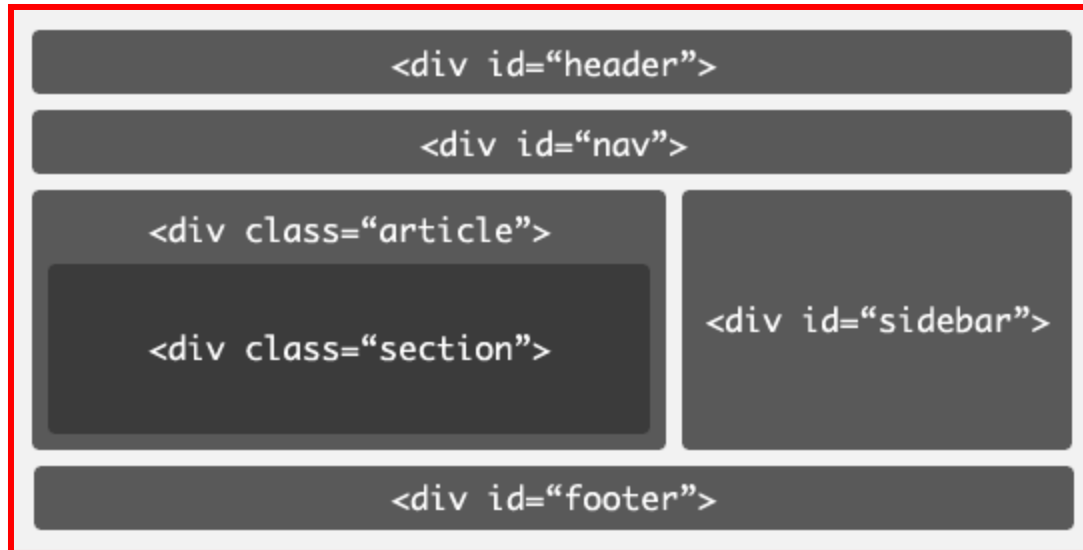 <div id=“header”>
<div id=“nav”>
<div class=“article”>
<div class=“section”>
<div id=“sidebar”>
<div id=“footer”>